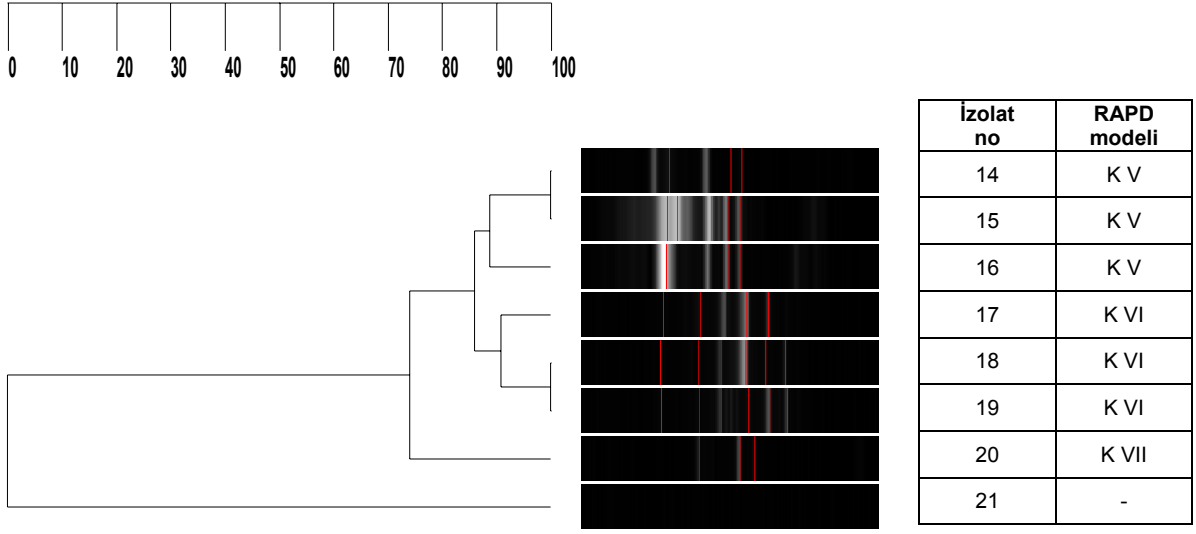 0 10 20 30 40 50 60 70 80 90 100
İzolat no RAPD modeli
14 K V
15 K V
16 K V
17 K VI
18 K VI
19 K VI
20 K VII
21 -